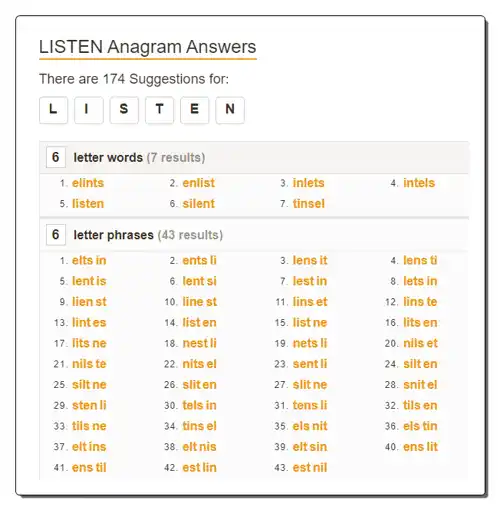 LISTEN Anagram Answers
There are 174 Suggestions for:
L I S T E N
6 letter words (7 results)
1. elints 2. enlist 3. inlets 4. intels
5. listen 6. silent 7. tinsel
6 letter phrases (43 results)
1. elts in 2. ents li 3. lens it 4. lens ti
5. lent is 6. lent si 7. lest in 8. lets in
9. lien st 10. line st 11. lins et 12. lins te
13. lint es 14. list en 15. list ne 16. lits en
17. lits ne 18. nest li 19. nets li 20. nils et
21. nils te 22. nits el 23. sent li 24. silt en
25. silt ne 26. slit en 27. slit ne 28. snit el
29. sten li 30. tels in 31. tens li 32. tils en
33. tils ne 34. tins el 35. els nit 36. els tin
37. elt ins 38. elt nis 39. elt sin 40. ens lit
41. ens til 42. est lin 43. est nil